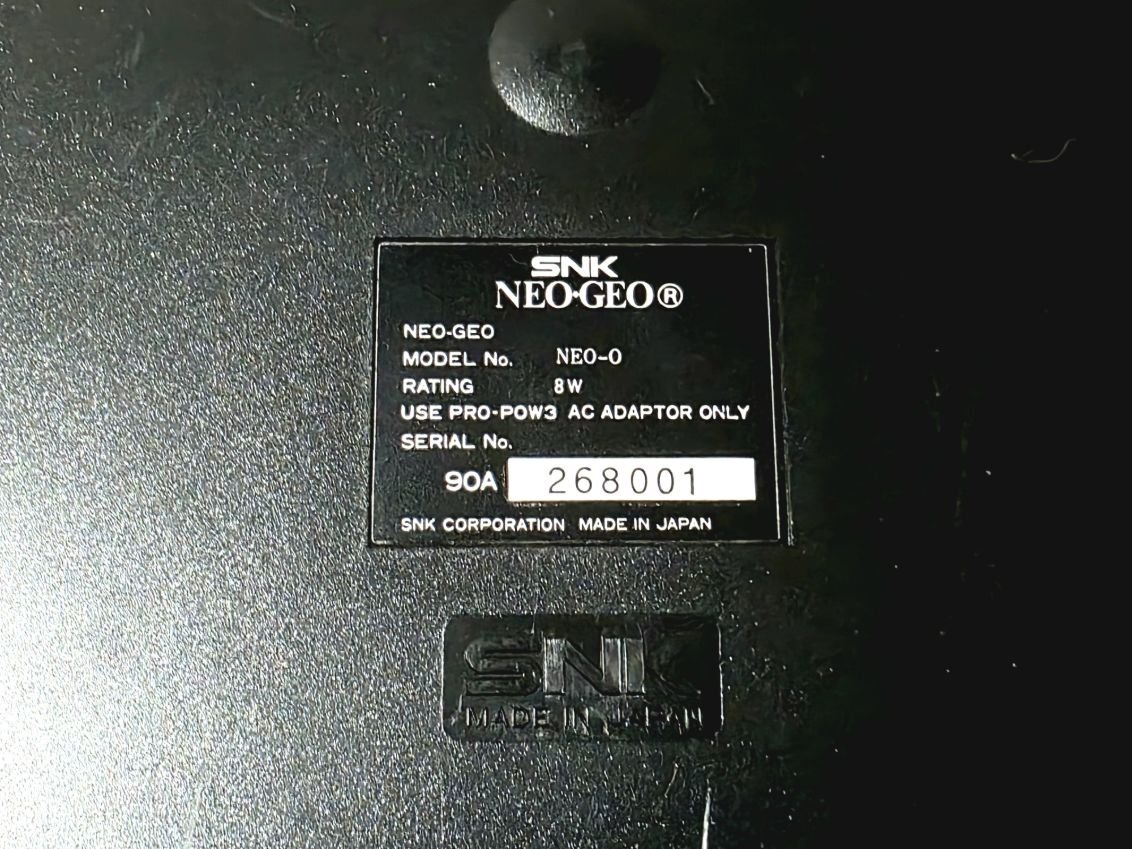 SNK
NEO·GEO®
NEO-GEO
MODEL No. NEO-O
RATING 8W
USE PRO-POW3 AC ADAPTOR ONLY
SERIAL No.
90A 268001
SNK CORPORATION MADE IN JAPAN
SNK
MADE IN JAPAN